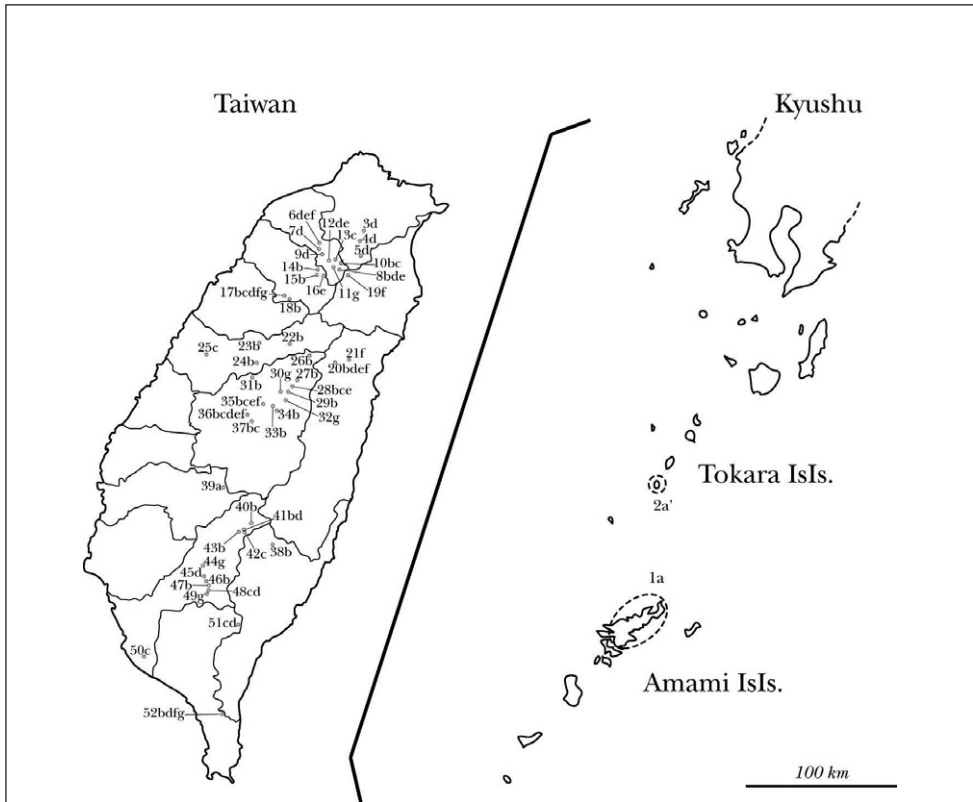 Taiwan
Kyushu
6def
12de
3d
7d
13c
4d
9d
5d
14b
10bc
15b
8bde
16e
11g
19f
17bcdfg
18b
22b
23b
25c
26b
21f
24b
20bdef
30g
27b
31b
28bce
35bcef
29b
36bcdef
34b
32g
37bc
33b
39a
40b
41bd
43b
42c
38b
44g
45d
46b
47b
48cd
49g
51cd
50c
52bdfg
Tokara IsIs.
2a'
1a
Amami IsIs.
100 km